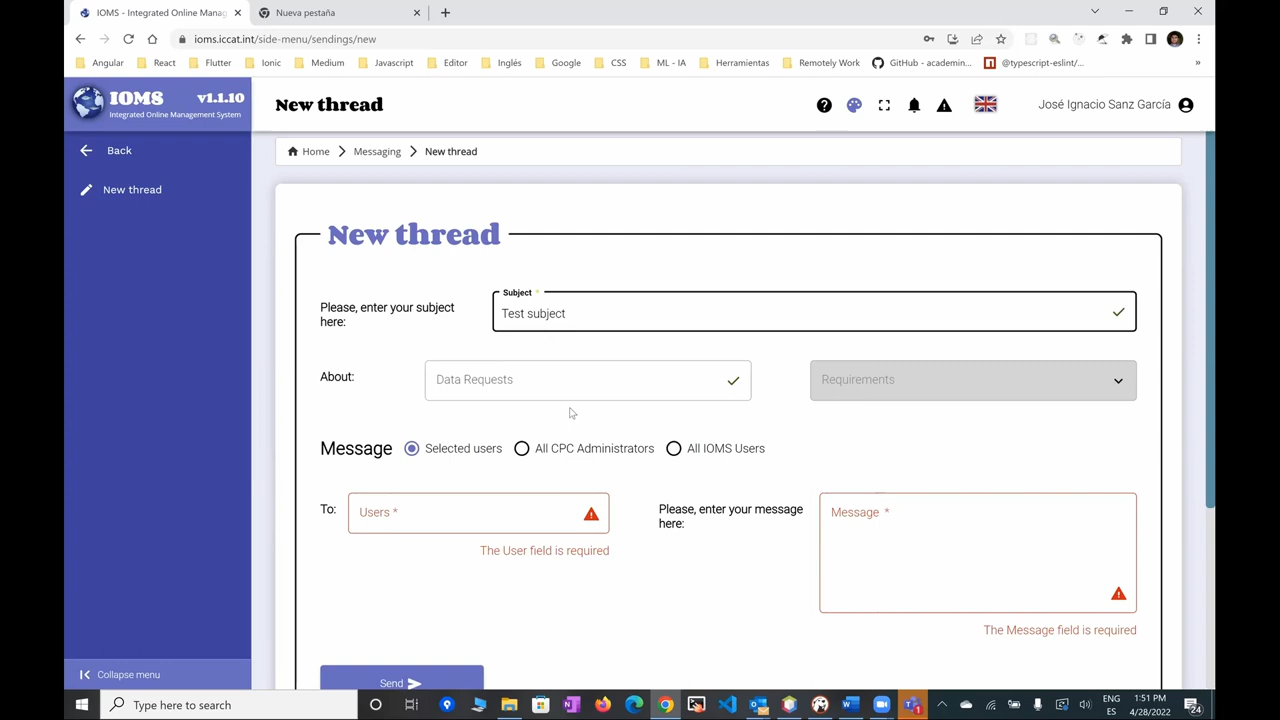 IOMS - Integrated Online Manag
Nueva pestaña
ioms.iccat.int/side-menu/sendings/new
Angular
React
Flutter
Ionic
Medium
Javascript
Editor
Inglés
Google
CSS
ML - IA
Herramientas
Remotely Work
GitHub - academin...
@typescript-eslint/...
»
IOMS v1.1.10
Integrated Online Management System
New thread
José Ignacio Sanz García
Back
Home
Messaging
New thread
New thread
New thread
Subject *
Please, enter your subject
here:
Test subject
About:
Data Requests
Requirements
Message
Selected users
All CPC Administrators
All IOMS Users
To:
Users *
Please, enter your message
here:
Message *
The User field is required
The Message field is required
Send
Collapse menu
Type here to search
ENG
ES
1:51 PM
4/28/2022
24